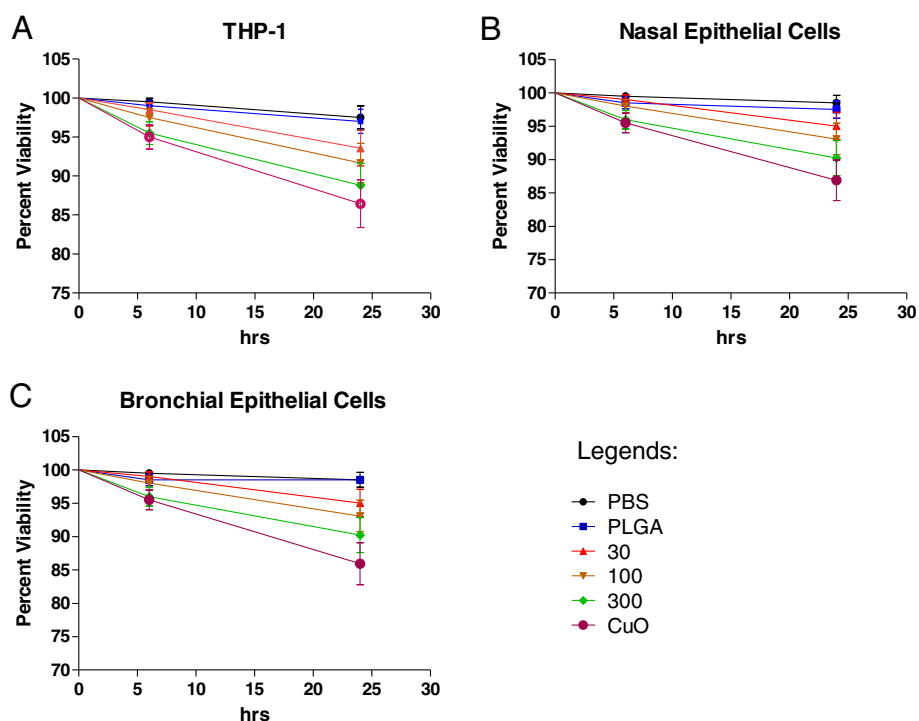 A
THP-1
Percent Viability
105
100
95
90
85
80
75
0 5 10 15 20 25 30
hrs
B
Nasal Epithelial Cells
Percent Viability
105
100
95
90
85
80
75
70
0 5 10 15 20 25 30
hrs
C
Bronchial Epithelial Cells
Percent Viability
105
100
95
90
85
80
75
70
0 5 10 15 20 25 30
hrs
Legends:
PBS
PLGA
30
100
300
CuO